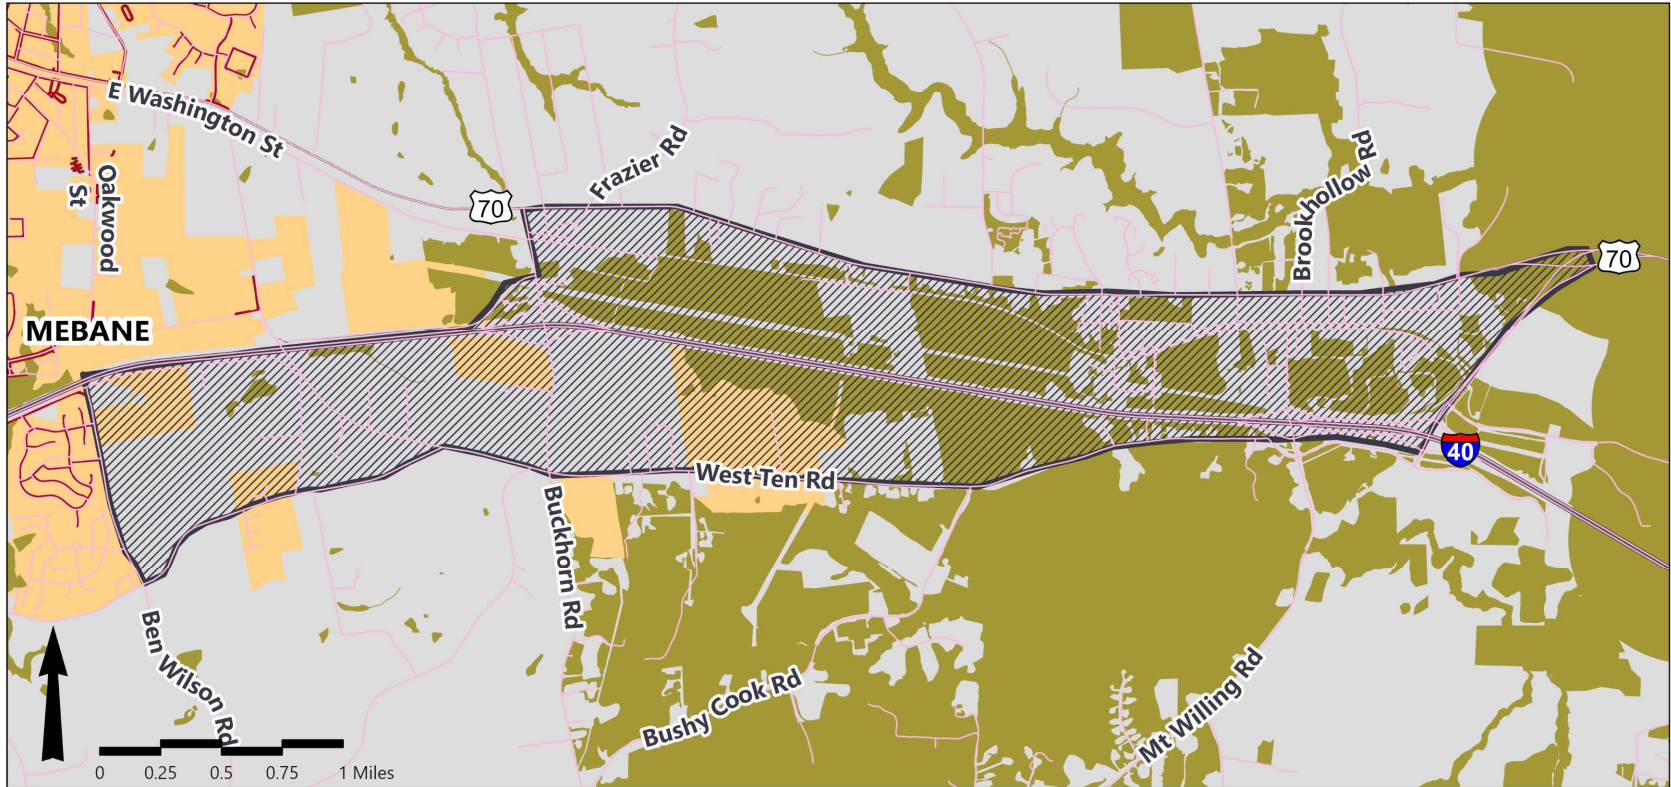 E Washington St
Oakwood
St
Frazier Rd
70
Brookhollow Rd
70
MEBANE
40
West Ten Rd
Buckhorn Rd
Ben Wilson Rd
Bushy Cook Rd
Mt Willing Rd
0 0.25 0.5 0.75 1 Miles